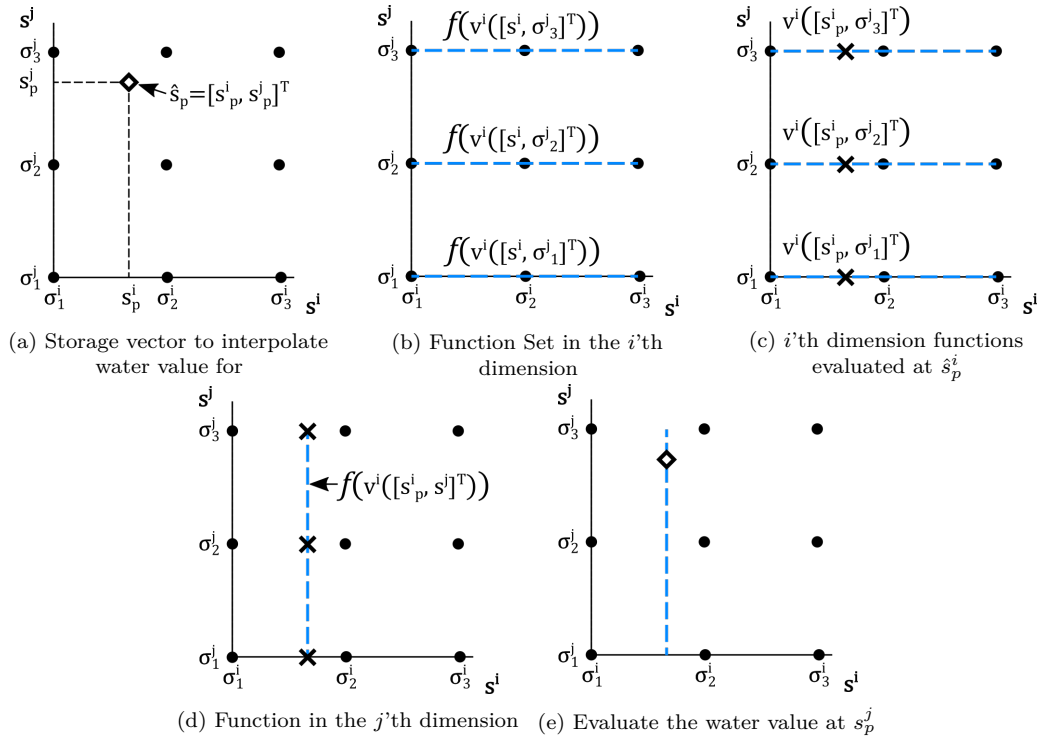 s^j
σ^j_3
s^j_p
ŝ_p=[s^i_p, s^j_p]^T
σ^j_2
σ^j_1
σ^i_1
s^i_p
σ^i_2
σ^i_3
s^i
(a) Storage vector to interpolate
water value for
s^j
f(v^i([s^i, σ^j_3]^T))
σ^j_3
f(v^i([s^i, σ^j_2]^T))
σ^j_2
f(v^i([s^i, σ^j_1]^T))
σ^j_1
σ^i_1
σ^i_2
σ^i_3
s^i
(b) Function Set in the i'th
dimension
s^j
v^i([s^i_p, σ^j_3]^T)
σ^j_3
v^i([s^i_p, σ^j_2]^T)
σ^j_2
v^i([s^i_p, σ^j_1]^T)
σ^j_1
σ^i_1
σ^i_2
σ^i_3
s^i
(c) i'th dimension functions
evaluated at ŝ^i_p
s^j
σ^j_3
f(v^i([s^i_p, s^j]^T))
σ^j_2
σ^j_1
σ^i_1
σ^i_2
σ^i_3
s^i
(d) Function in the j'th dimension
s^j
σ^j_3
σ^j_2
σ^j_1
σ^i_1
σ^i_2
σ^i_3
s^i
(e) Evaluate the water value at s^j_p